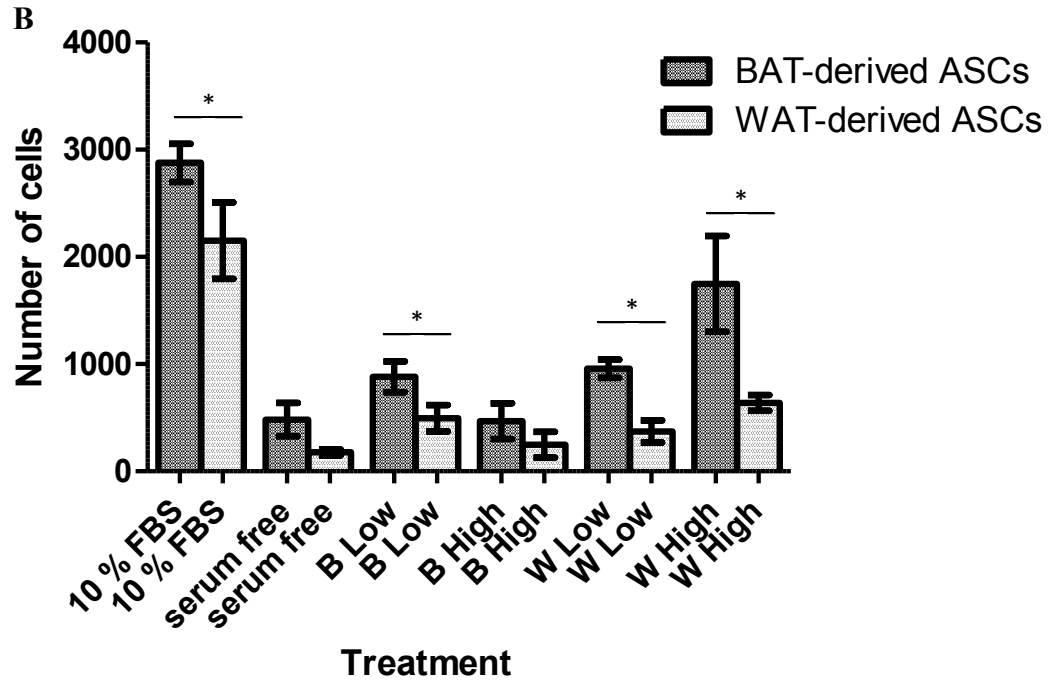 B
4000
3000
2000
1000
0
Number of cells
BAT-derived ASCs
WAT-derived ASCs
*
*
*
*
10 % FBS
10 % FBS
serum free
serum free
B Low
B Low
B High
B High
W Low
W Low
W High
W High
Treatment